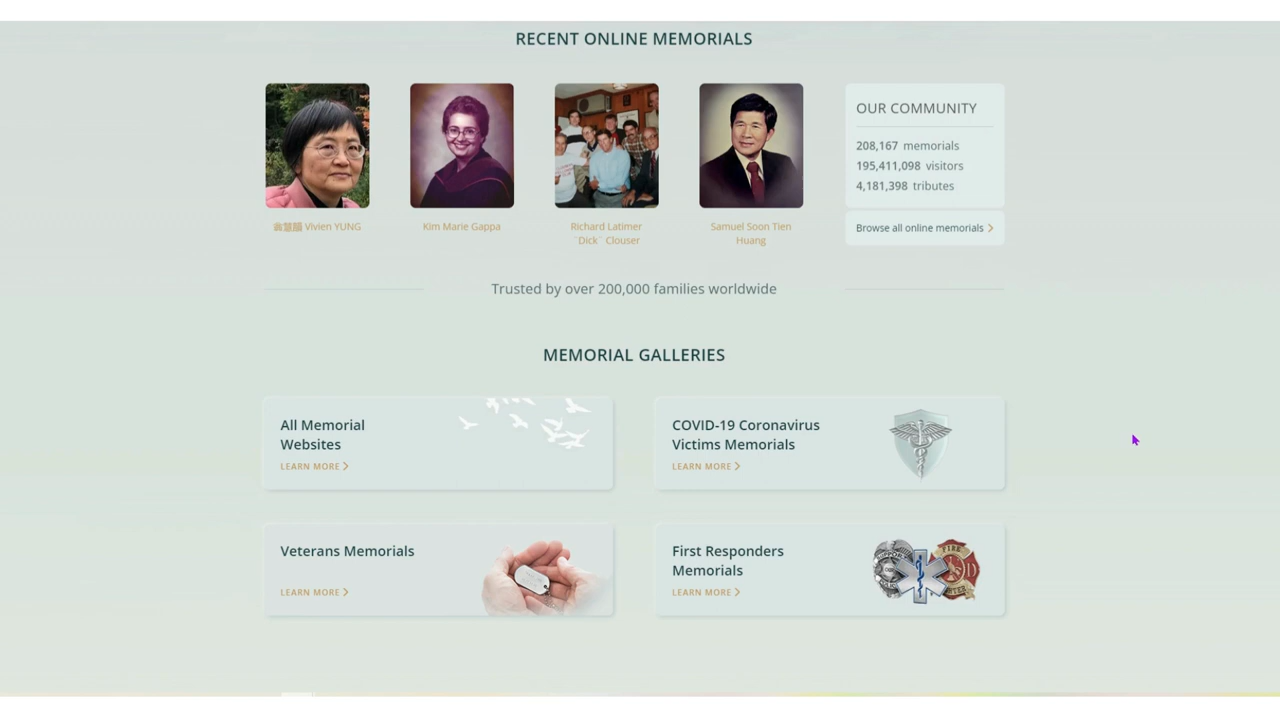 RECENT ONLINE MEMORIALS
OUR COMMUNITY
208,167 memorials
195,411,098 visitors
4,181,398 tributes
Browse all online memorials
Vivien YUNG
Kim Marie Gappa
Richard Latimer
¨Dick¨ Clouser
Samuel Soon Tien
Huang
Trusted by over 200,000 families worldwide
MEMORIAL GALLERIES
All Memorial
Websites
LEARN MORE
COVID-19 Coronavirus
Victims Memorials
LEARN MORE
Veterans Memorials
LEARN MORE
First Responders
Memorials
LEARN MORE
FIRE